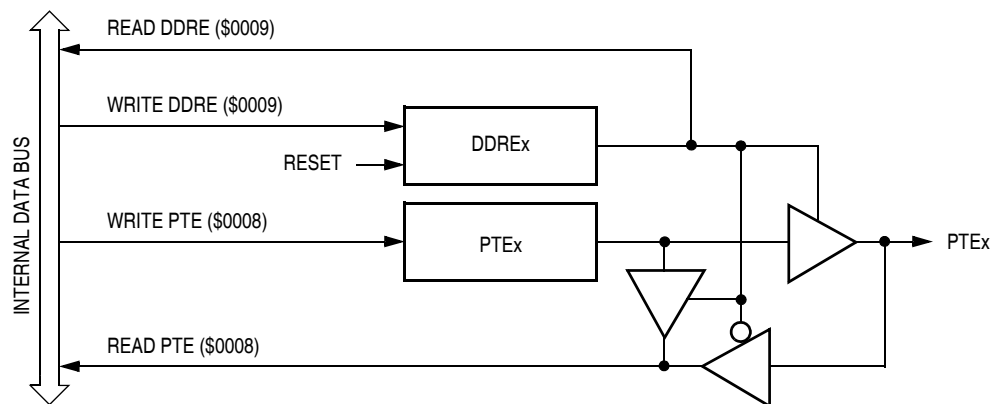 READ DDRE ($0009)
WRITE DDRE ($0009)
DDREx
RESET
INTERNAL DATA BUS
WRITE PTE ($0008)
PTEx
PTEx
READ PTE ($0008)